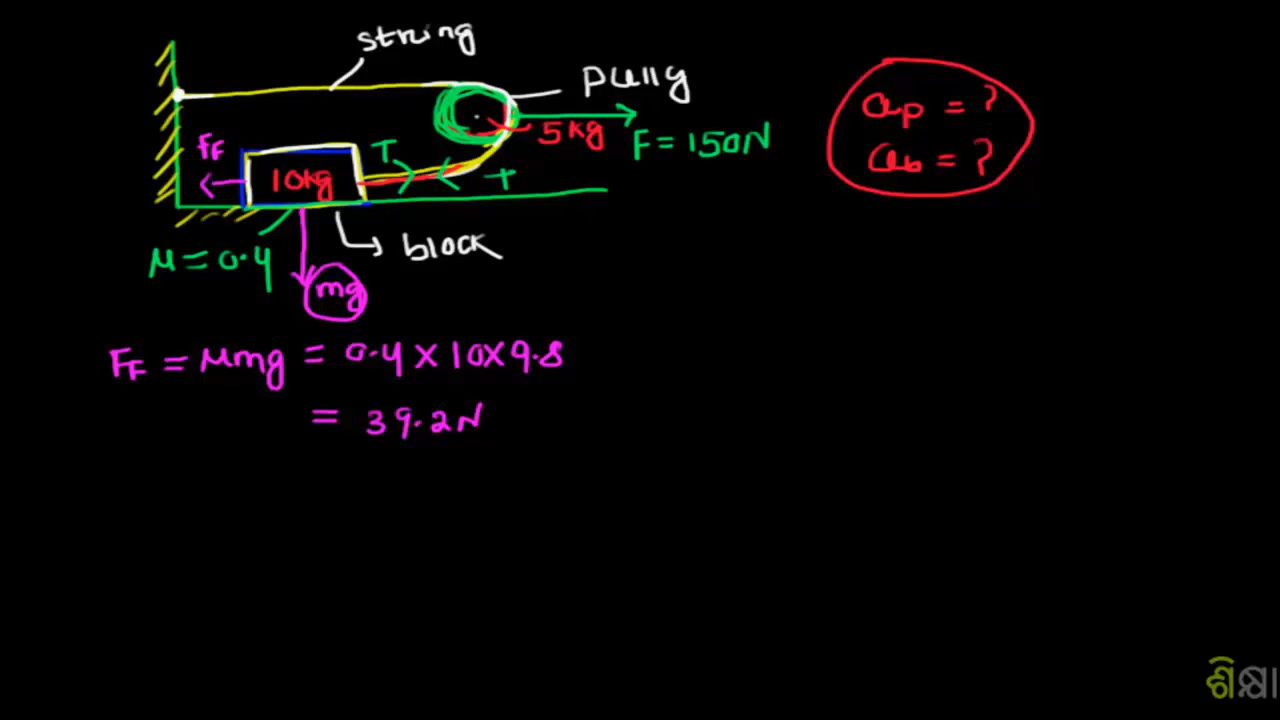 string
pully
FF
T
5kg
F = 150N
10kg
T
μ = 0.4
block
mg
ap = ?
ab = ?
FF = μmg = 0.4 × 10 × 9.8
= 39.2N
ଶିକ୍ଷା